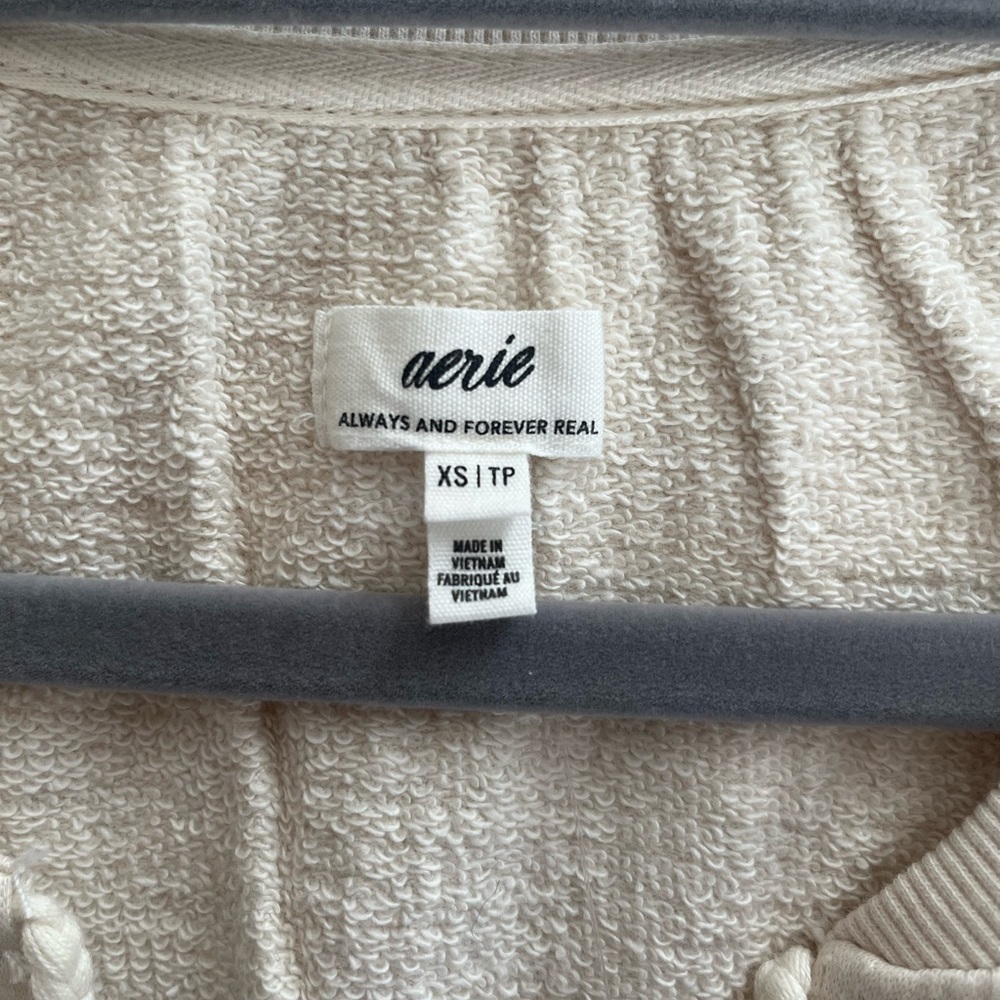 aerie
ALWAYS AND FOREVER REAL
XS | TP
MADE IN
VIETNAM
FABRIQUÉ AU
VIETNAM